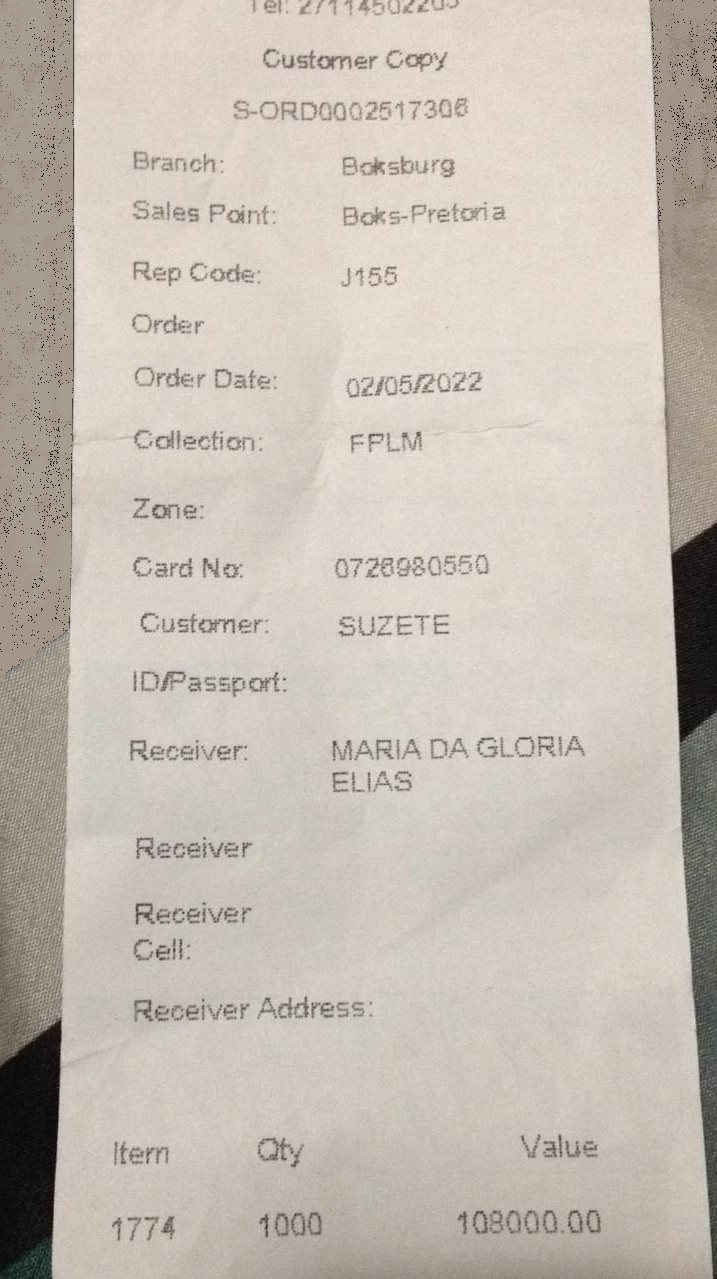 Tel: 27114502205
Customer Copy
S-ORD0002517306
Branch: Boksburg
Sales Point: Boks-Pretoria
Rep Code: J155
Order
Order Date: 02/05/2022
Collection: FPLM
Zone:
Card No: 0726980550
Customer: SUZETE
ID/Passport:
Receiver: MARIA DA GLORIA
ELIAS
Receiver
Receiver
Cell:
Receiver Address:
Item Qty Value
1774 1000 108000.00